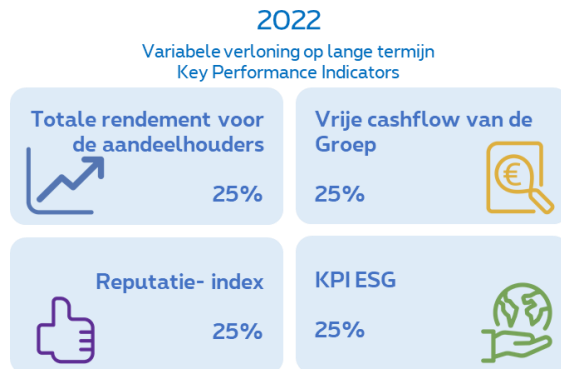 2022
Variabele verloning op lange termijn
Key Performance Indicators
Totale rendement voor
de aandeelhouders
25%
Vrije cashflow van de
Groep
25%
€
Reputatie- index
25%
KPI ESG
25%